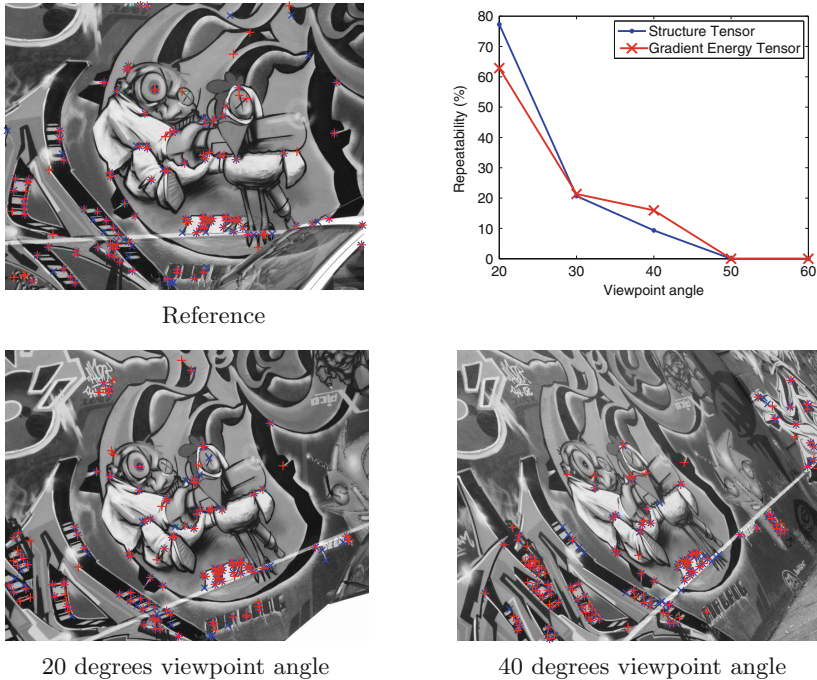 Reference
80
70
60
50
40
30
20
10
0
Repeatability (%)
Structure Tensor
Gradient Energy Tensor
20 30 40 50 60
Viewpoint angle
20 degrees viewpoint angle
40 degrees viewpoint angle